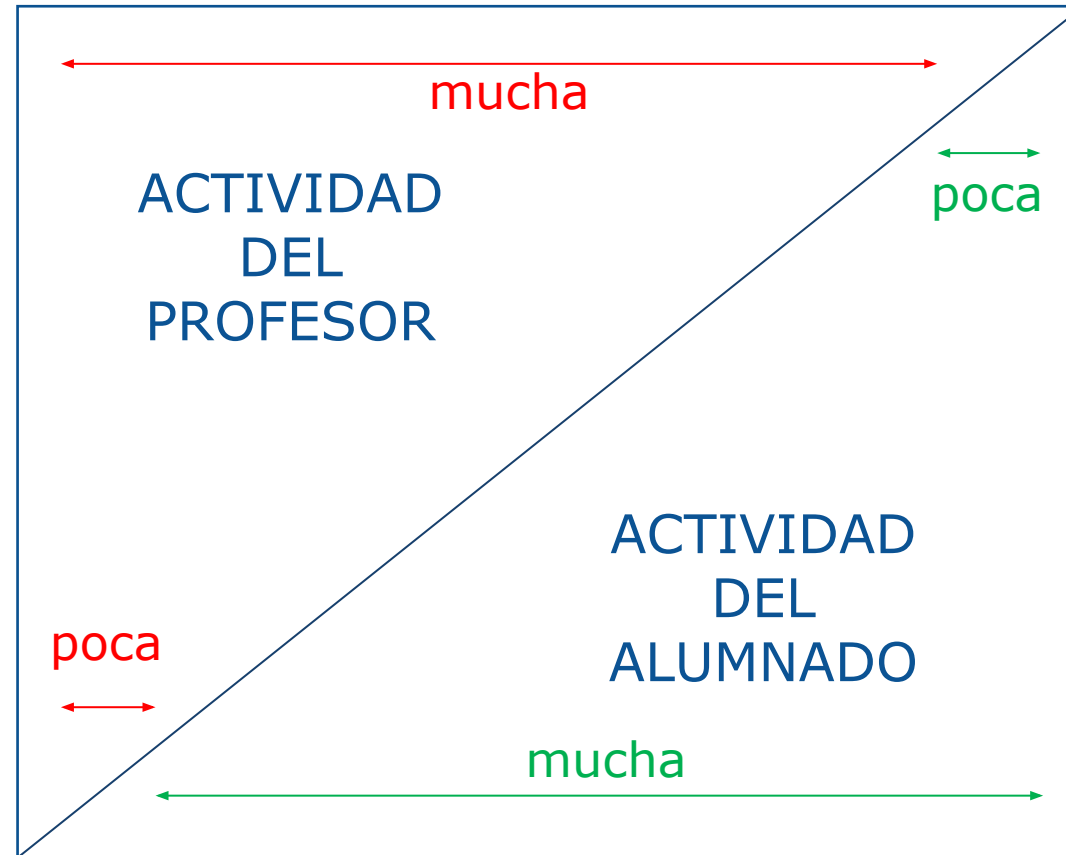 mucha
ACTIVIDAD
DEL
PROFESOR
poca
ACTIVIDAD
DEL
ALUMNADO
poca
mucha